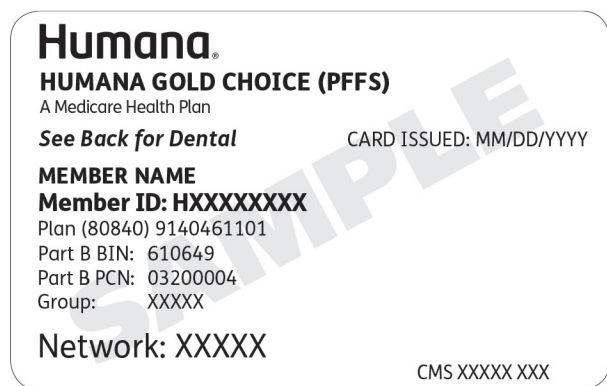 Humana®
HUMANA GOLD CHOICE (PFFS)
A Medicare Health Plan
See Back for Dental CARD ISSUED: MM/DD/YYYY
MEMBER NAME
Member ID: HXXXXXXXX
Plan (80840) 9140461101
Part B BIN: 610649
Part B PCN: 03200004
Group: XXXXX
Network: XXXXX
CMS XXXXX XXX
SAMPLE